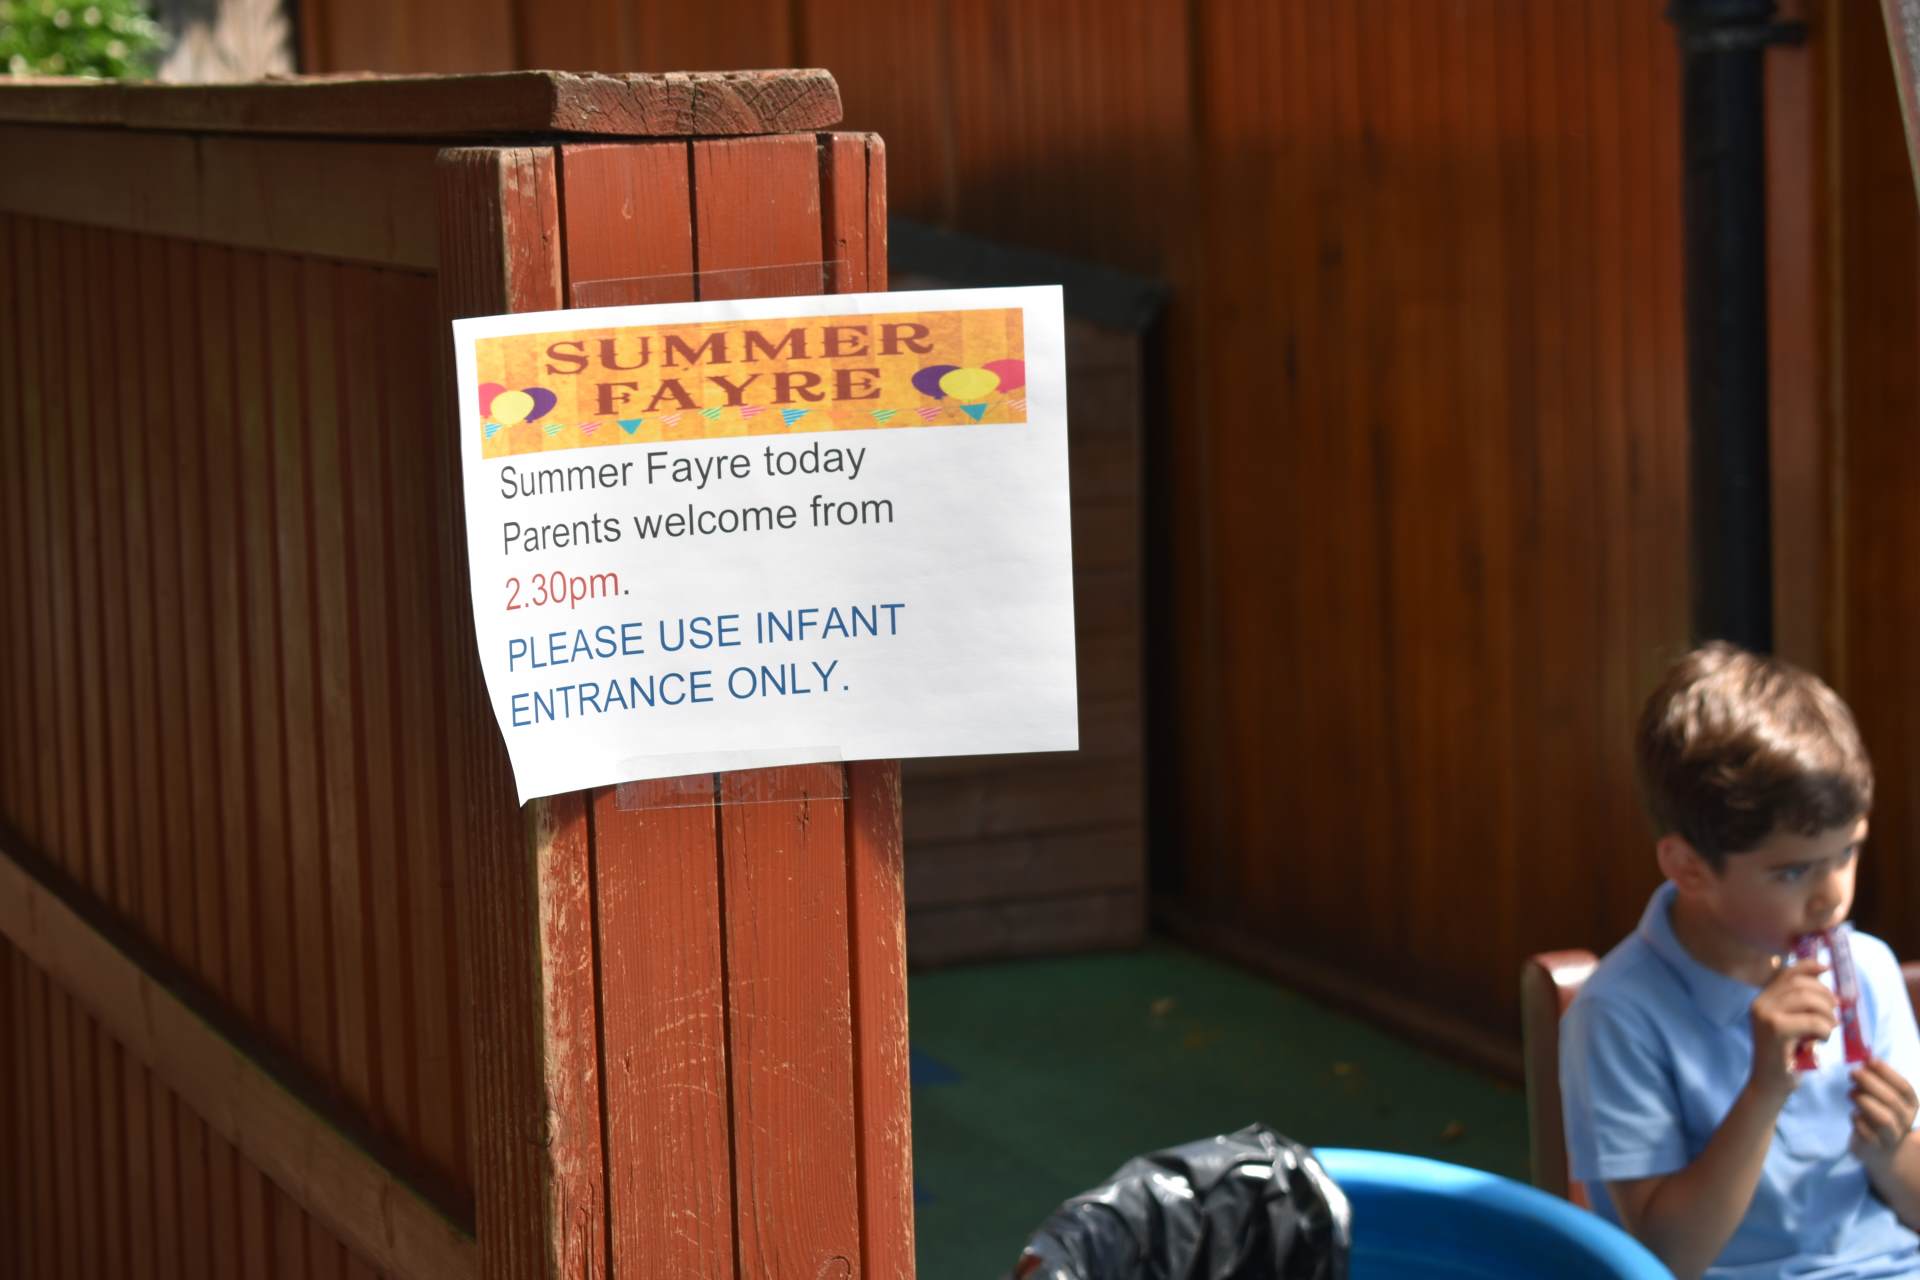 SUMMER
FAYRE
Summer Fayre today
Parents welcome from
2.30pm.
PLEASE USE INFANT
ENTRANCE ONLY.